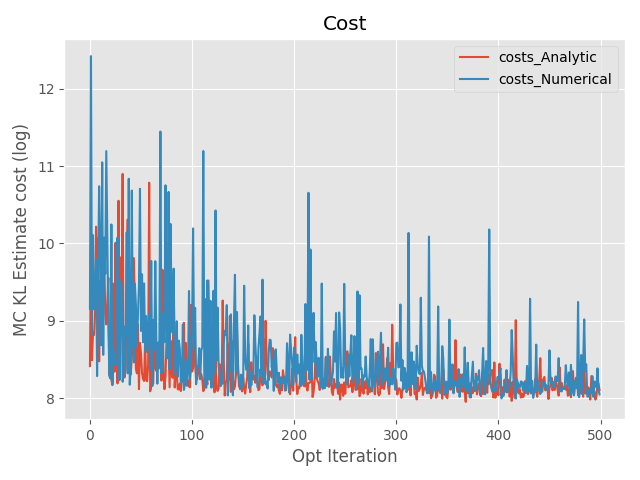 Cost
costs_Analytic
costs_Numerical
MC KL Estimate cost (log)
12
11
10
9
8
0
100
200
300
400
500
Opt Iteration